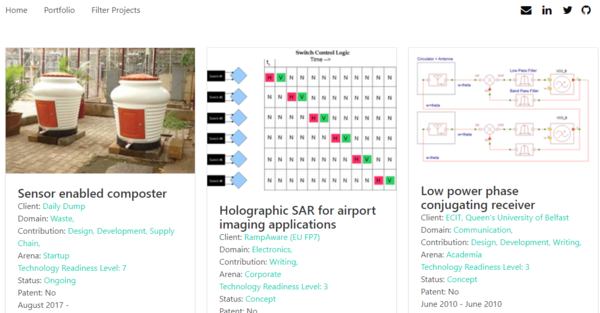 Home Portfolio Filter Projects
Sensor enabled composter
Client: Daily Dump
Domain: Waste,
Contribution: Design, Development, Supply
Chain,
Arena: Startup
Technology Readiness Level: 7
Status: Ongoing
Patent: No
August 2017 -
Switch Control Logic
Time -->
t₁
Switch #1
H V N N N N N N N N N N
N N H V N N N N N N N N
N N N N H V N N N N N N
N N N N N N H V N N N N
N N N N N N N N H V N N
N N N N N N N N N N H V
Holographic SAR for airport
imaging applications
Client: RampAware (EU FP7)
Domain: Electronics,
Contribution: Writing,
Arena: Corporate
Technology Readiness Level: 3
Status: Concept
Patent: No
Circulator + Antenna
Low Pass Filter
Band Pass Filter
Low power phase
conjugating receiver
Client: ECIT, Queen's University of Belfast
Domain: Communication,
Contribution: Design, Development, Writing,
Arena: Academia
Technology Readiness Level: 3
Status: Concept
Patent: No
June 2010 - June 2010